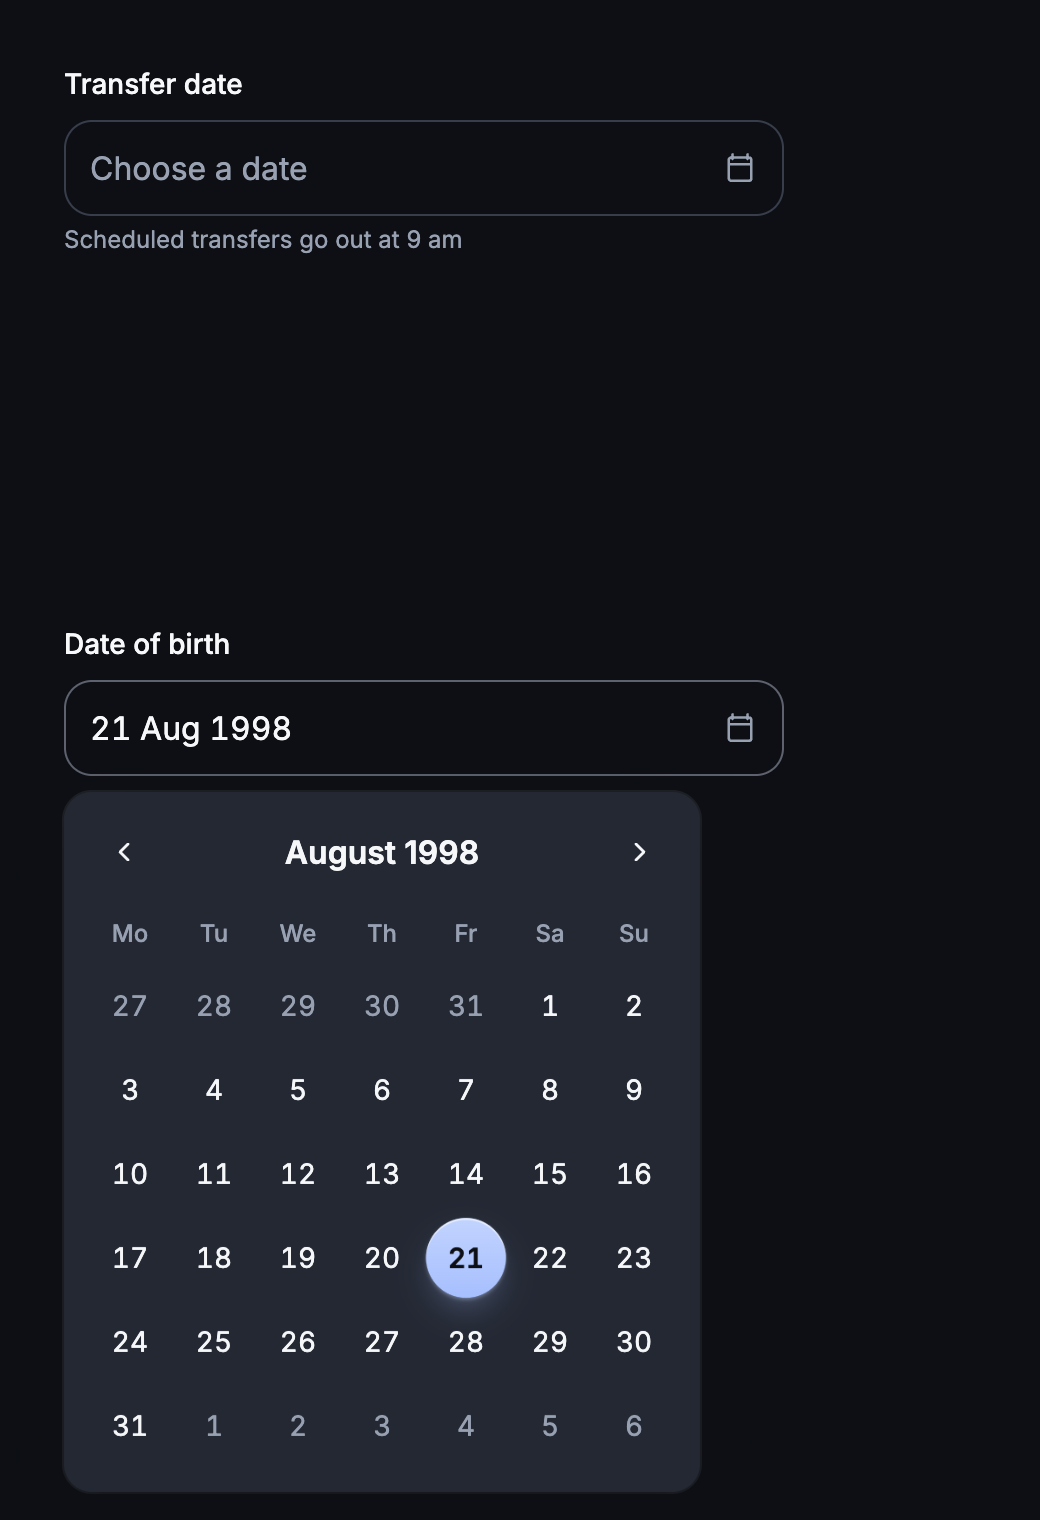 Transfer date
Choose a date
Scheduled transfers go out at 9 am
Date of birth
21 Aug 1998
August 1998
Mo Tu We Th Fr Sa Su
27 28 29 30 31 1 2
3 4 5 6 7 8 9
10 11 12 13 14 15 16
17 18 19 20 21 22 23
24 25 26 27 28 29 30
31 1 2 3 4 5 6